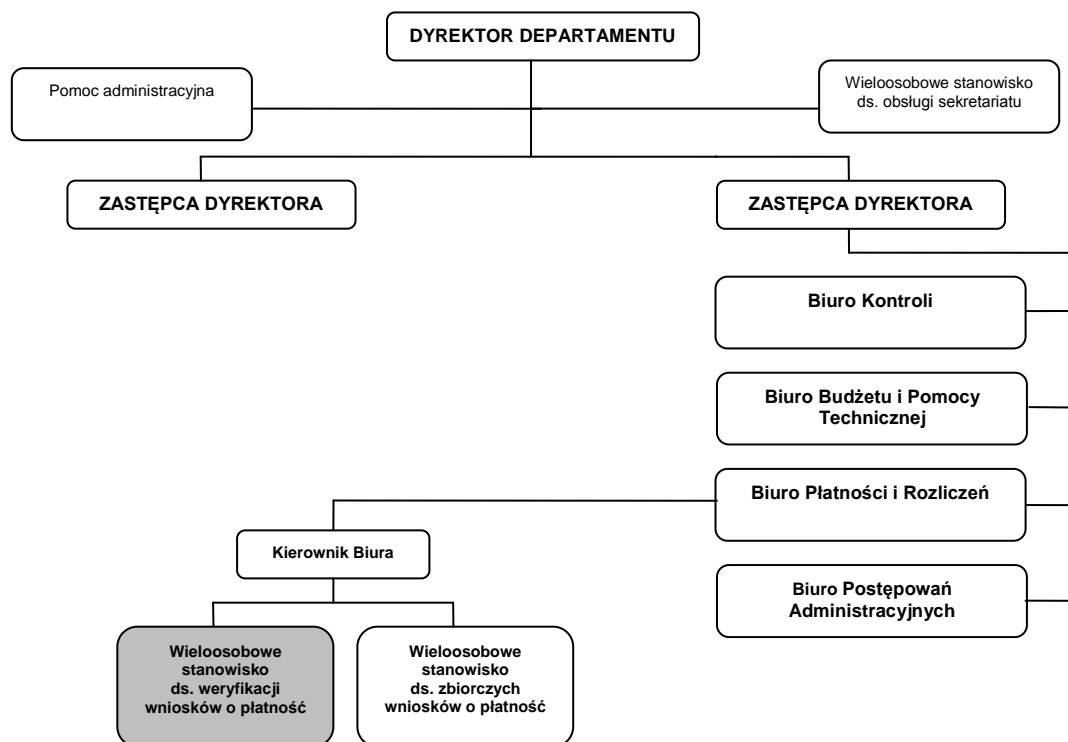 DYREKTOR DEPARTAMENTU
Pomoc administracyjna
Wieloosobowe stanowisko
ds. obsługi sekretariatu
ZASTĘPCA DYREKTORA
ZASTĘPCA DYREKTORA
Biuro Kontroli
Biuro Budżetu i Pomocy
Technicznej
Biuro Płatności i Rozliczeń
Kierownik Biura
Biuro Postępowań
Administracyjnych
Wieloosobowe
stanowisko
ds. weryfikacji
wniosków o płatność
Wieloosobowe
stanowisko
ds. zbiorczych
wniosków o płatność